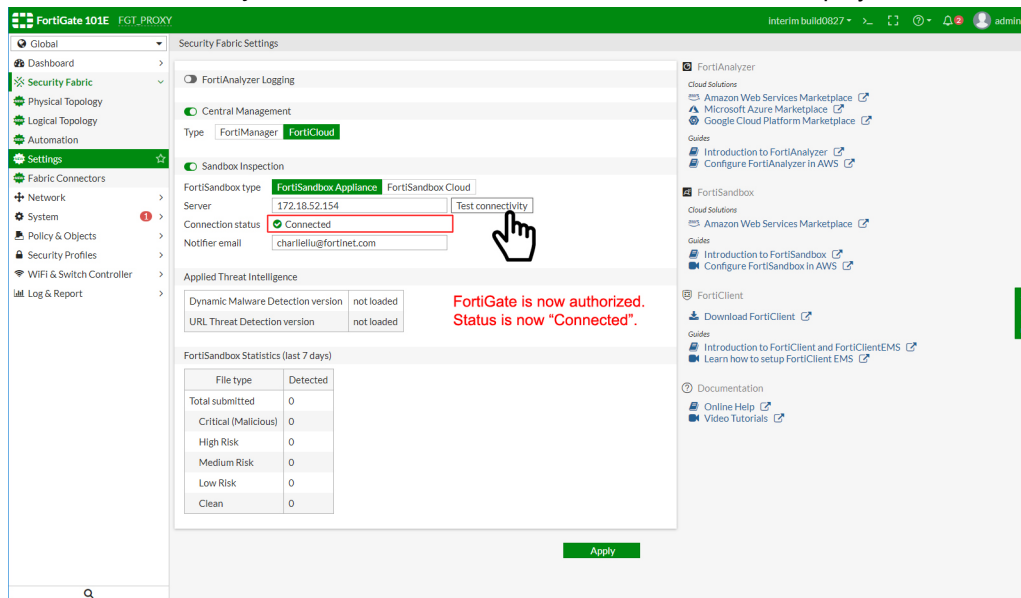 FortiGate 101E FGT_PROXY
interim build0827 >_ 2 admin
Global
Dashboard
Security Fabric
Physical Topology
Logical Topology
Automation
Settings
Fabric Connectors
Network
System 1
Policy & Objects
Security Profiles
WiFi & Switch Controller
Log & Report
Security Fabric Settings
FortiAnalyzer Logging
Central Management
Type FortiManager FortiCloud
Sandbox Inspection
FortiSandbox type FortiSandbox Appliance FortiSandbox Cloud
Server 172.18.52.154 Test connectivity
Connection status Connected
Notifier email charlieliu@fortinet.com
Applied Threat Intelligence
Dynamic Malware Detection version not loaded
URL Threat Detection version not loaded
FortiGate is now authorized.
Status is now “Connected”.
FortiSandbox Statistics (last 7 days)
File type Detected
Total submitted 0
Critical (Malicious) 0
High Risk 0
Medium Risk 0
Low Risk 0
Clean 0
Apply
FortiAnalyzer
Cloud Solutions
Amazon Web Services Marketplace
Microsoft Azure Marketplace
Google Cloud Platform Marketplace
Guides
Introduction to FortiAnalyzer
Configure FortiAnalyzer in AWS
FortiSandbox
Cloud Solutions
Amazon Web Services Marketplace
Guides
Introduction to FortiSandbox
Configure FortiSandbox in AWS
FortiClient
Download FortiClient
Guides
Introduction to FortiClient and FortiClientEMS
Learn how to setup FortiClient EMS
Documentation
Online Help
Video Tutorials